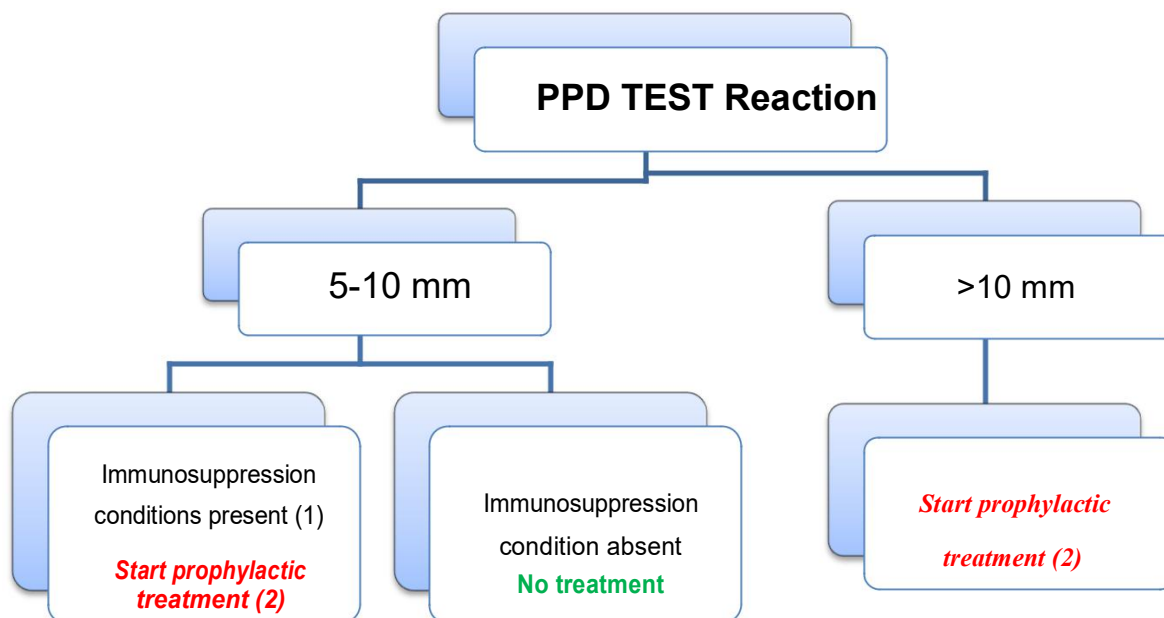 PPD TEST Reaction
5-10 mm
>10 mm
Immunosuppression
conditions present (1)
Start prophylactic
treatment (2)
Immunosuppression
condition absent
No treatment
Start prophylactic
treatment (2)